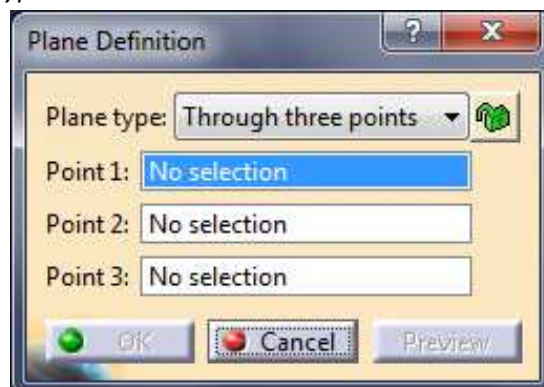 Plane Definition
?
X
Plane type: Through three points
Point 1: No selection
Point 2: No selection
Point 3: No selection
OK
Cancel
Preview